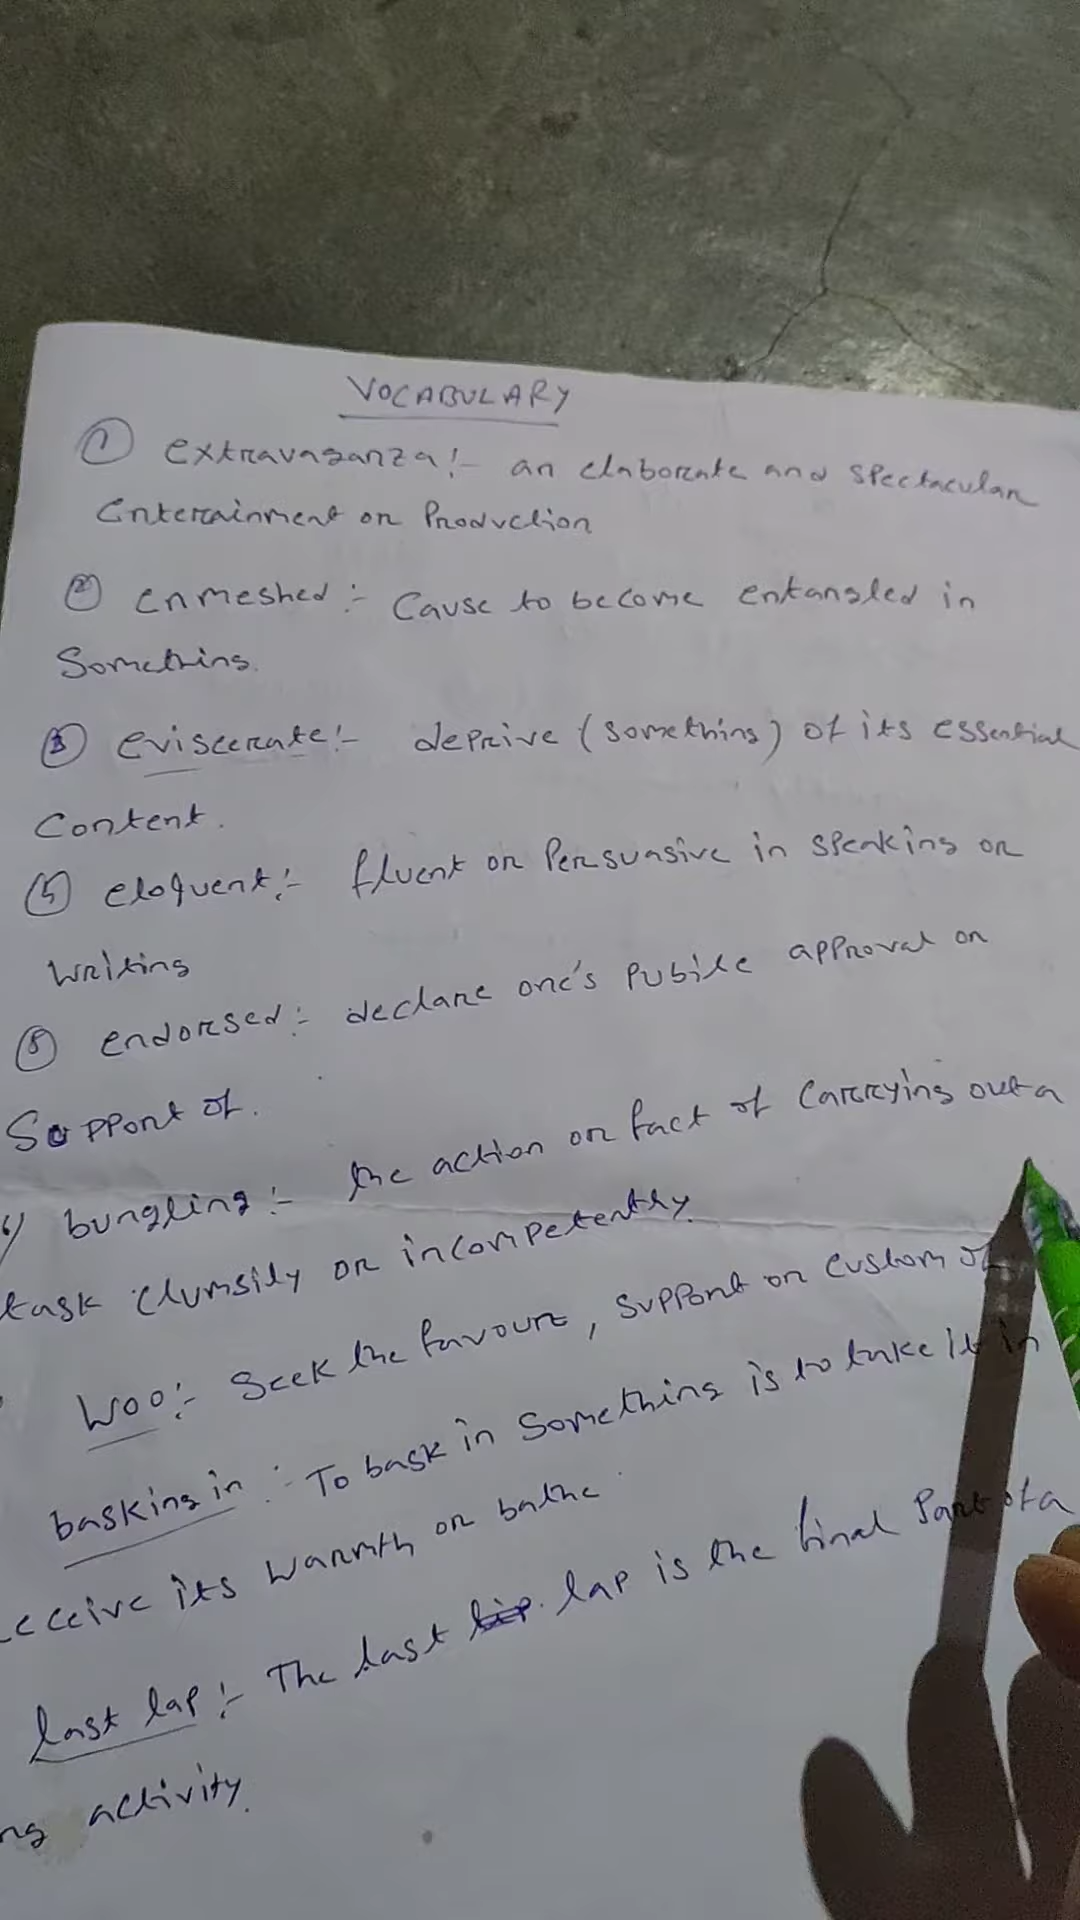 VOCABULARY
① extravaganza:- an elaborate and spectacular
Entertainment or Production
② enmeshed:- Cause to become entangled in
Something.
③ eviscerate:- deprive (something) of its essential
Content.
eloquent:- fluent or Persuasive in speaking or
Writing
endorsed:- declare one's public approval or
Support of.
6) bungling:- the action or fact of carrying out a
task clumsily or incompetently.
Woo:- Seek the favour, support or custom of
basking in:- To bask in Something is to take it in
its warmth or bathe
last lap:- The last lap is the final Part of a
activity.